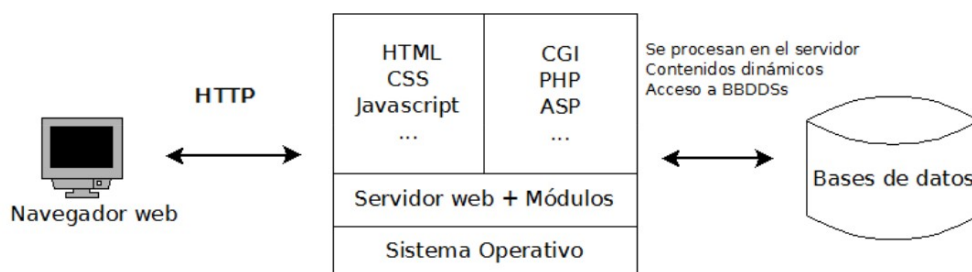 Navegador web
HTTP
HTML
CSS
Javascript
...
CGI
PHP
ASP
...
Servidor web + Módulos
Sistema Operativo
Se procesan en el servidor
Contenidos dinámicos
Acceso a BBDDSs
Bases de datos